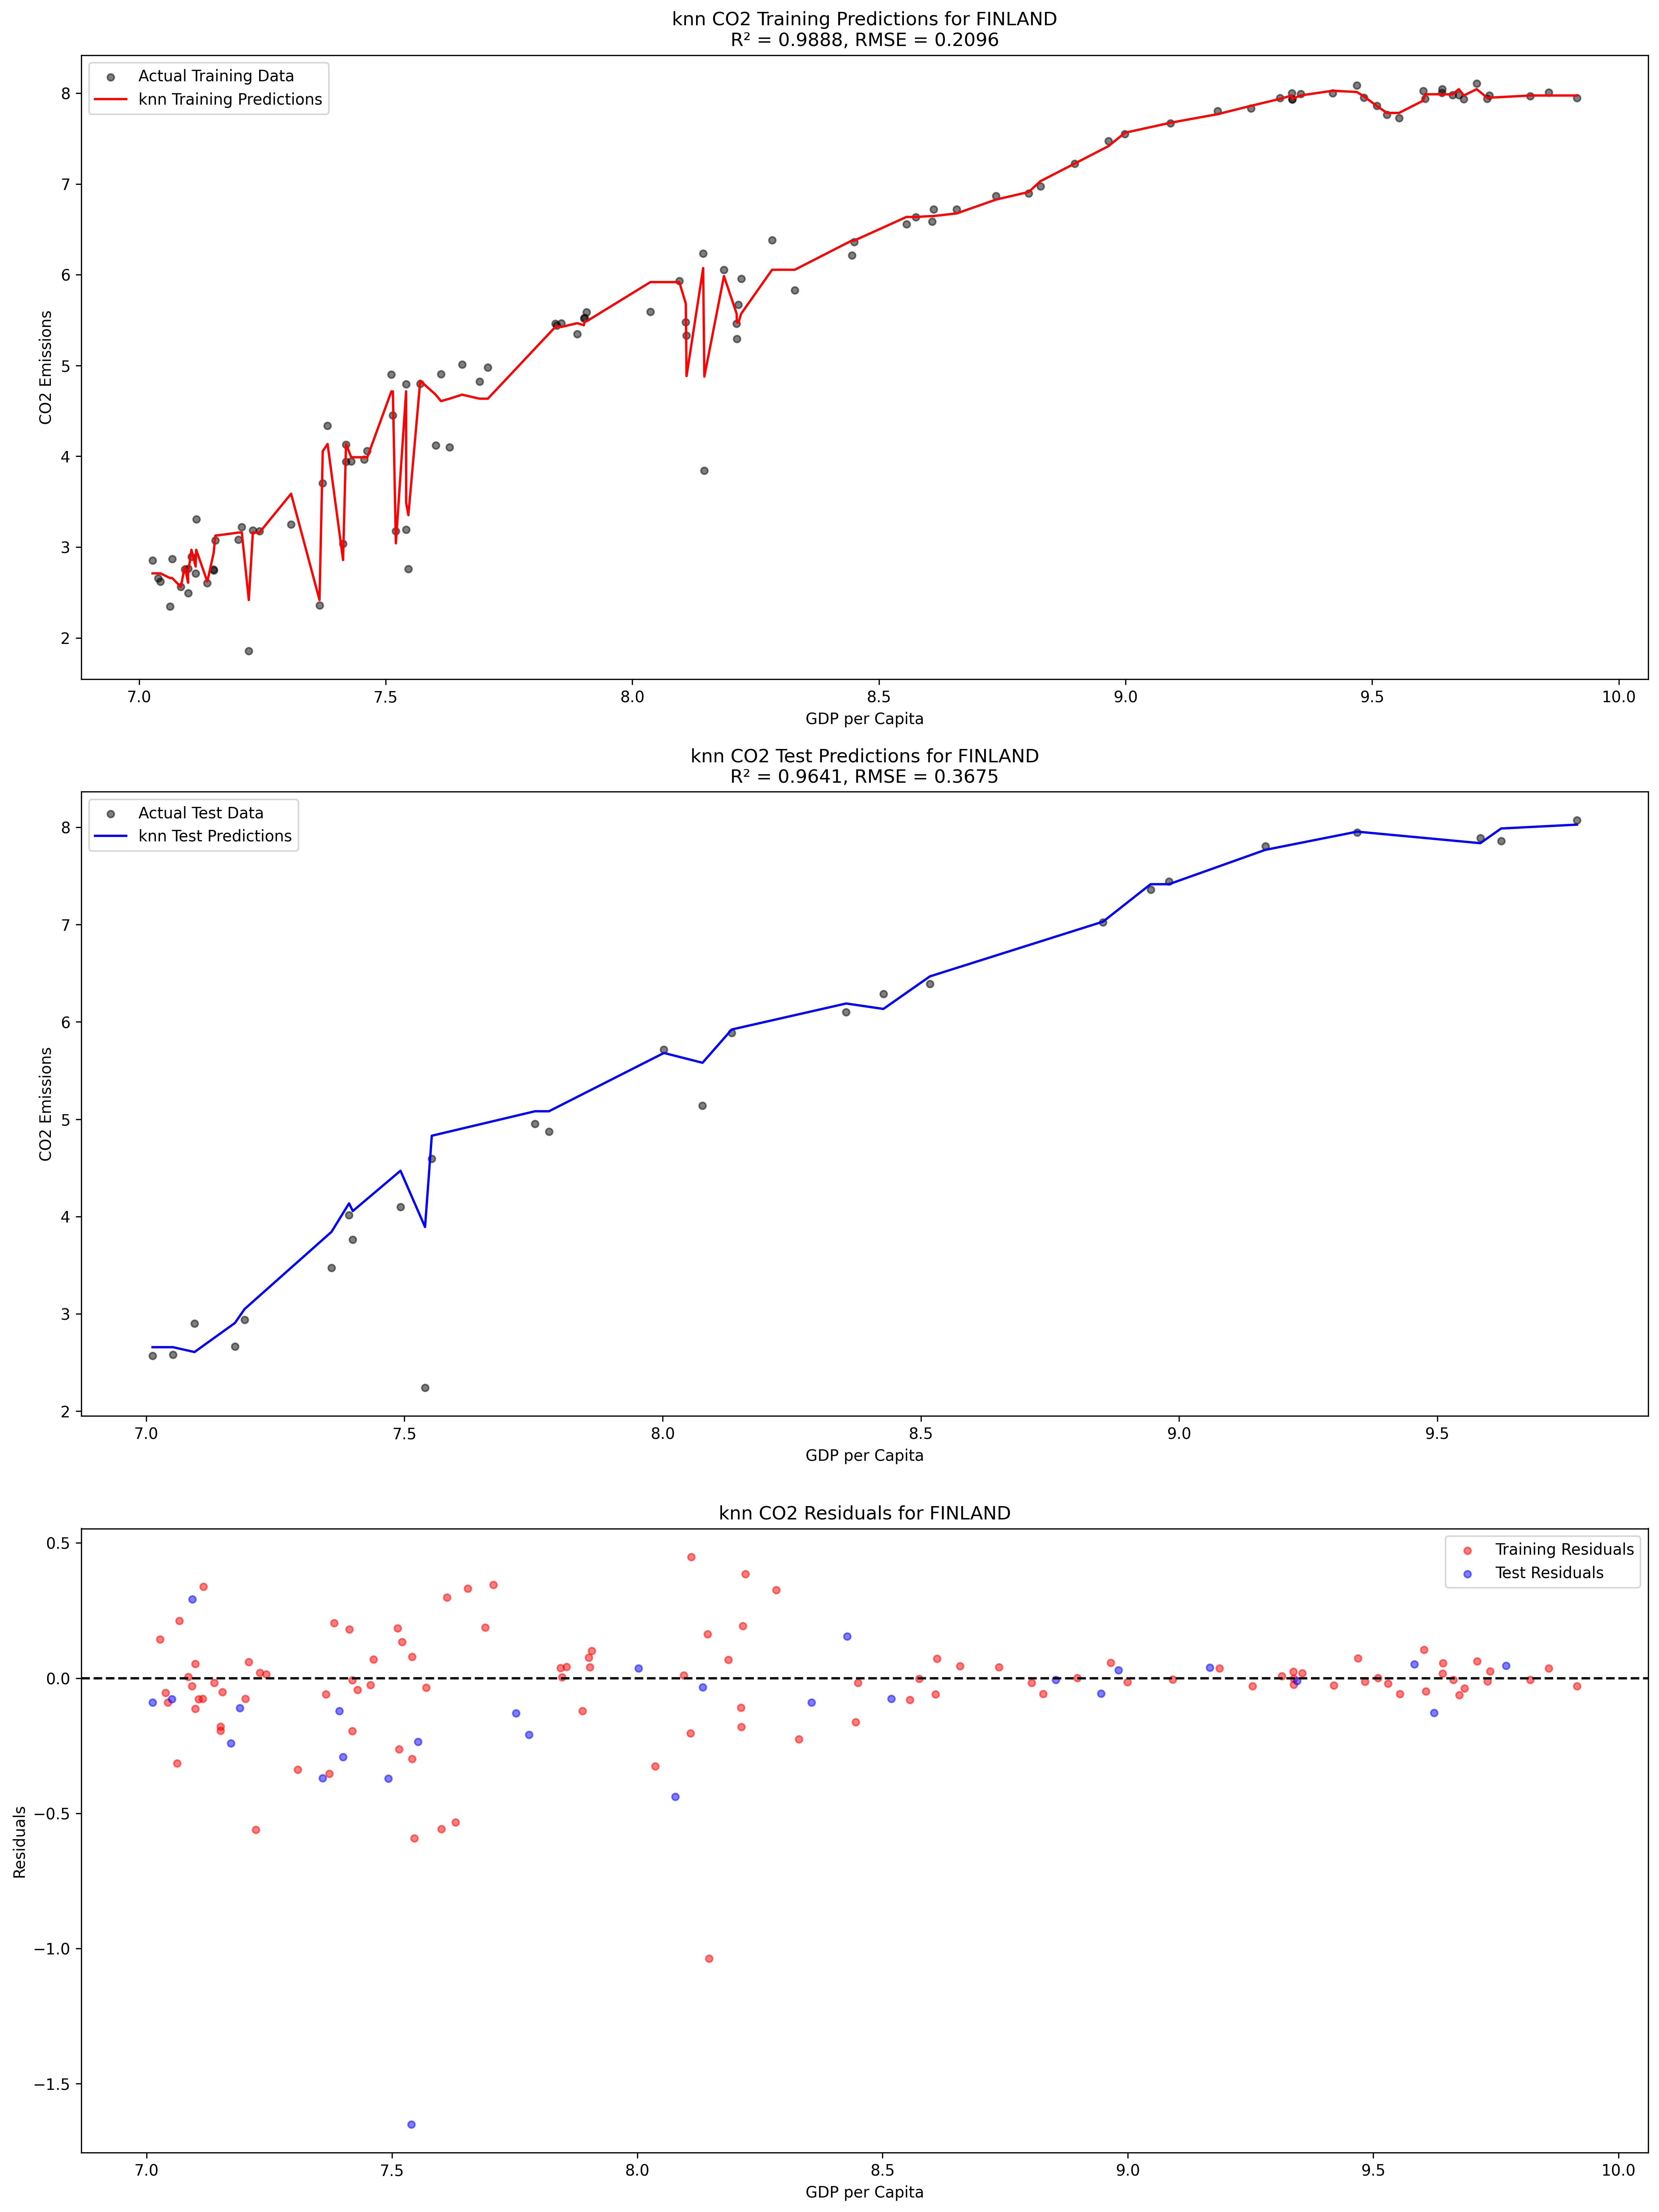 knn CO2 Training Predictions for FINLAND
R² = 0.9888, RMSE = 0.2096
Actual Training Data
knn Training Predictions
CO2 Emissions
8
7
6
5
4
3
2
7.0 7.5 8.0 8.5 9.0 9.5 10.0
GDP per Capita
knn CO2 Test Predictions for FINLAND
R² = 0.9641, RMSE = 0.3675
Actual Test Data
knn Test Predictions
CO2 Emissions
8
7
6
5
4
3
2
7.0 7.5 8.0 8.5 9.0 9.5
GDP per Capita
knn CO2 Residuals for FINLAND
Training Residuals
Test Residuals
Residuals
0.5
0.0
−0.5
−1.0
−1.5
7.0 7.5 8.0 8.5 9.0 9.5 10.0
GDP per Capita